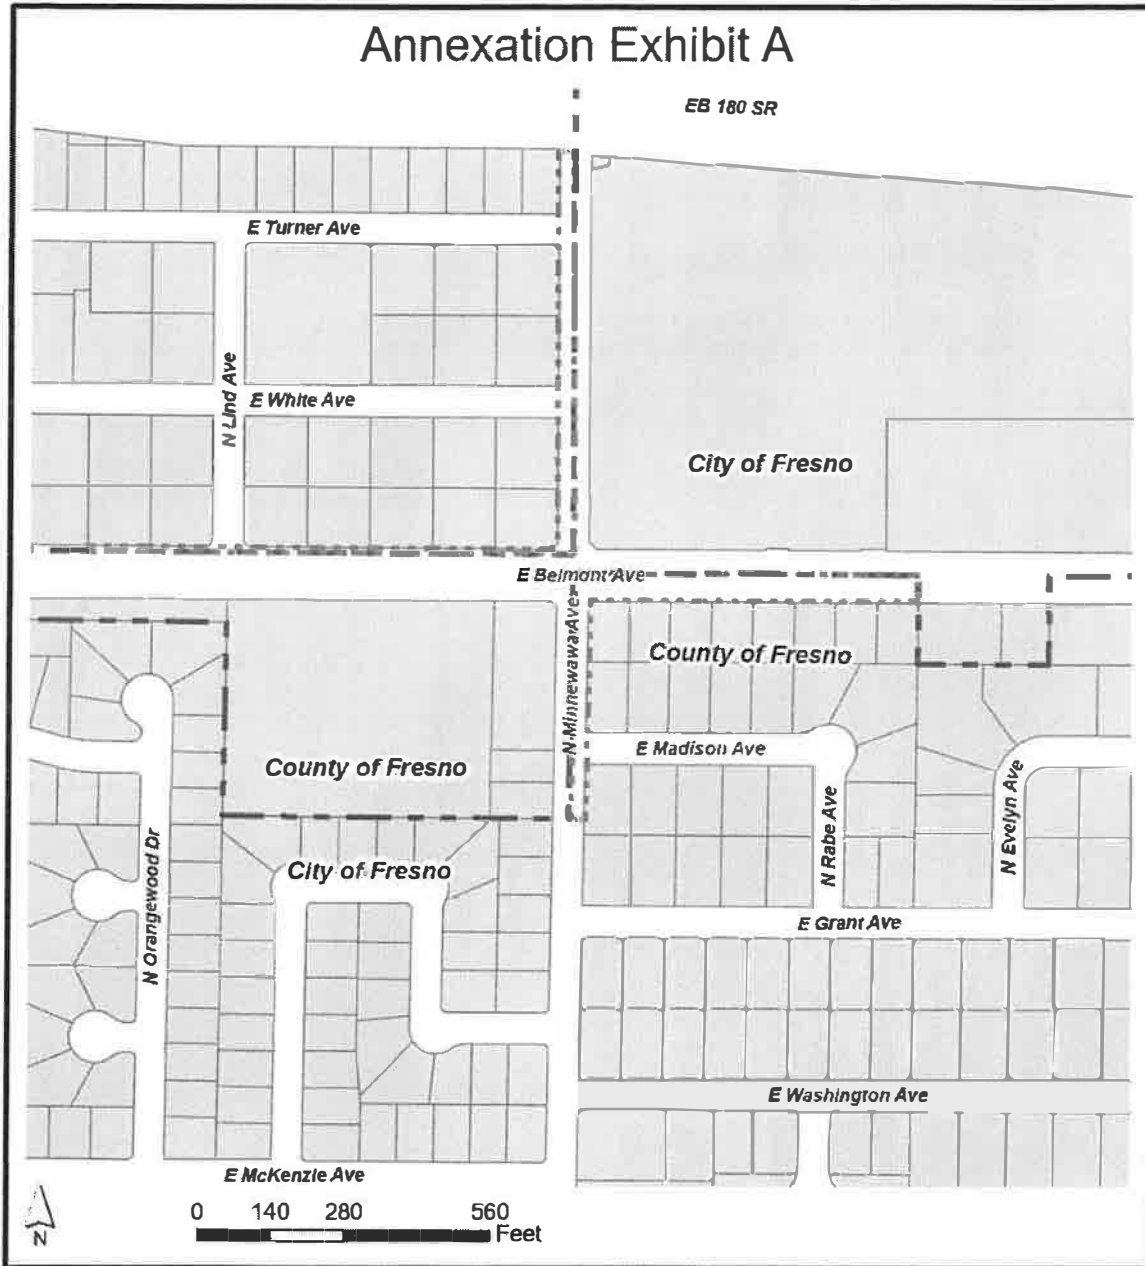 Annexation Exhibit A
EB 180 SR
E Turner Ave
N Lind Ave
E White Ave
City of Fresno
E Belmont Ave
N Minnewawa Ave
County of Fresno
E Madison Ave
County of Fresno
N Rabe Ave
N Evelyn Ave
City of Fresno
N Orangewood Dr
E Grant Ave
E Washington Ave
E McKenzie Ave
N
0 140 280 560
Feet